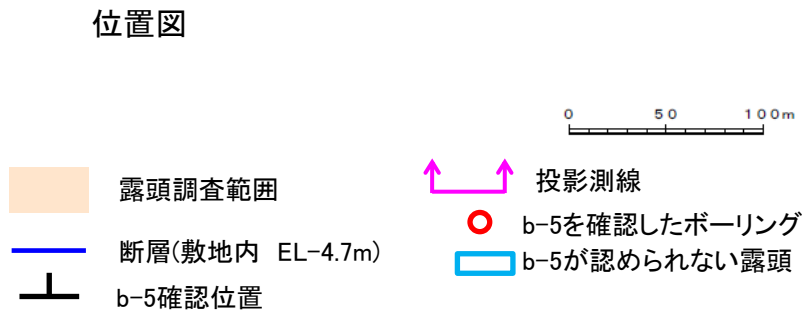 位置図
0 50 100m
露頭調査範囲
断層(敷地内 EL-4.7m)
b-5確認位置
投影測線
b-5を確認したボーリング
b-5が認められない露頭